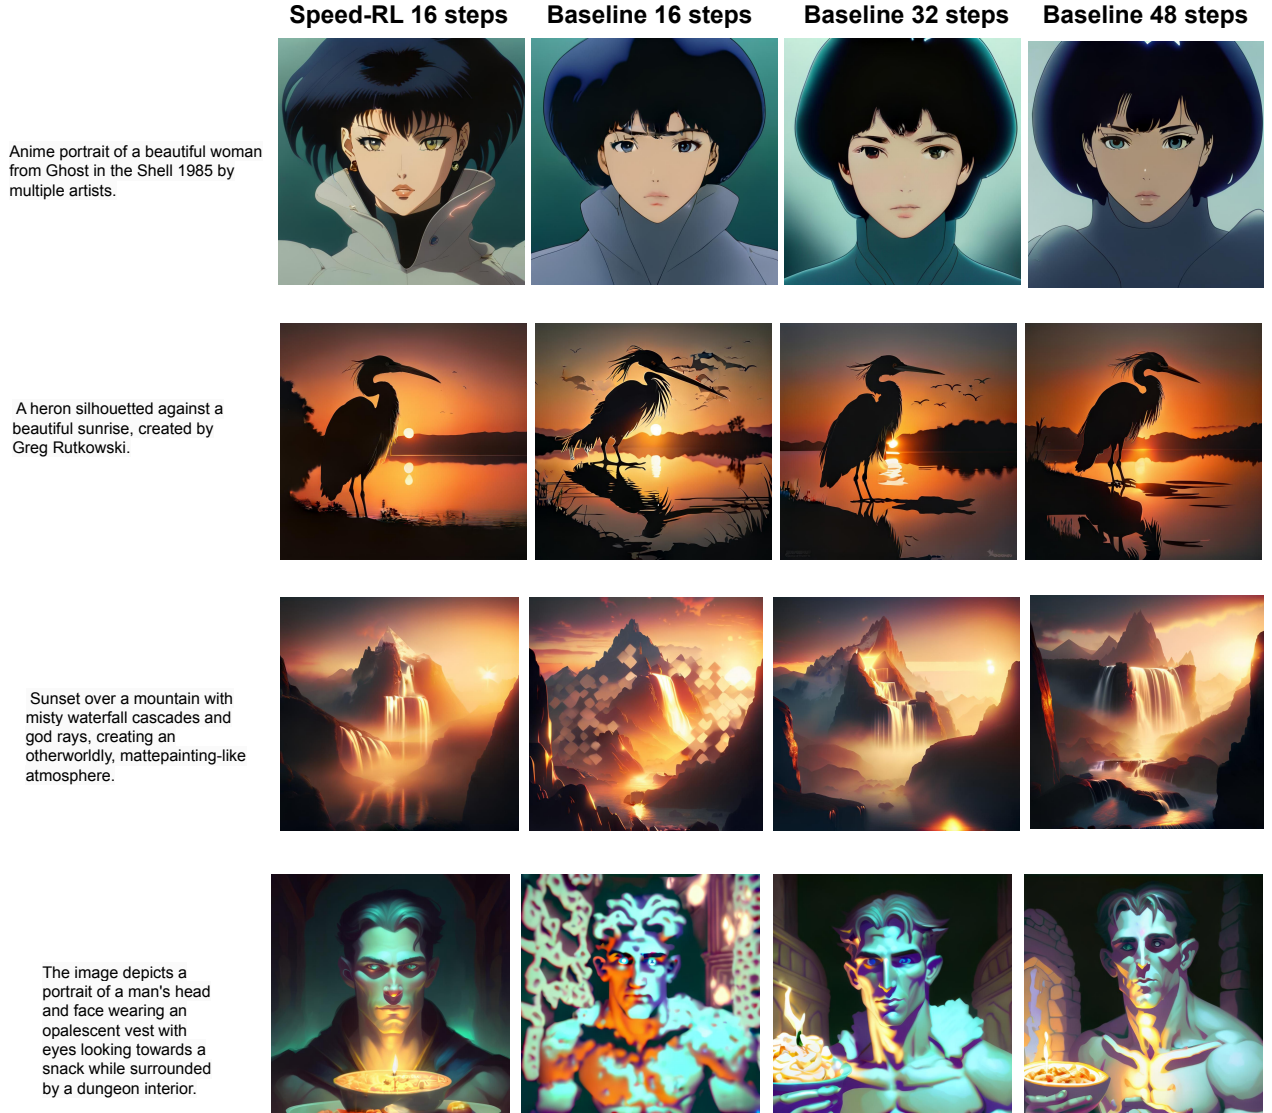 Speed-RL 16 steps Baseline 16 steps Baseline 32 steps Baseline 48 steps
Anime portrait of a beautiful woman
from Ghost in the Shell 1985 by
multiple artists.
A heron silhouetted against a
beautiful sunrise, created by
Greg Rutkowski.
Sunset over a mountain with
misty waterfall cascades and
god rays, creating an
otherworldly, mattepainting-like
atmosphere.
The image depicts a
portrait of a man's head
and face wearing an
opalescent vest with
eyes looking towards a
snack while surrounded
by a dungeon interior.